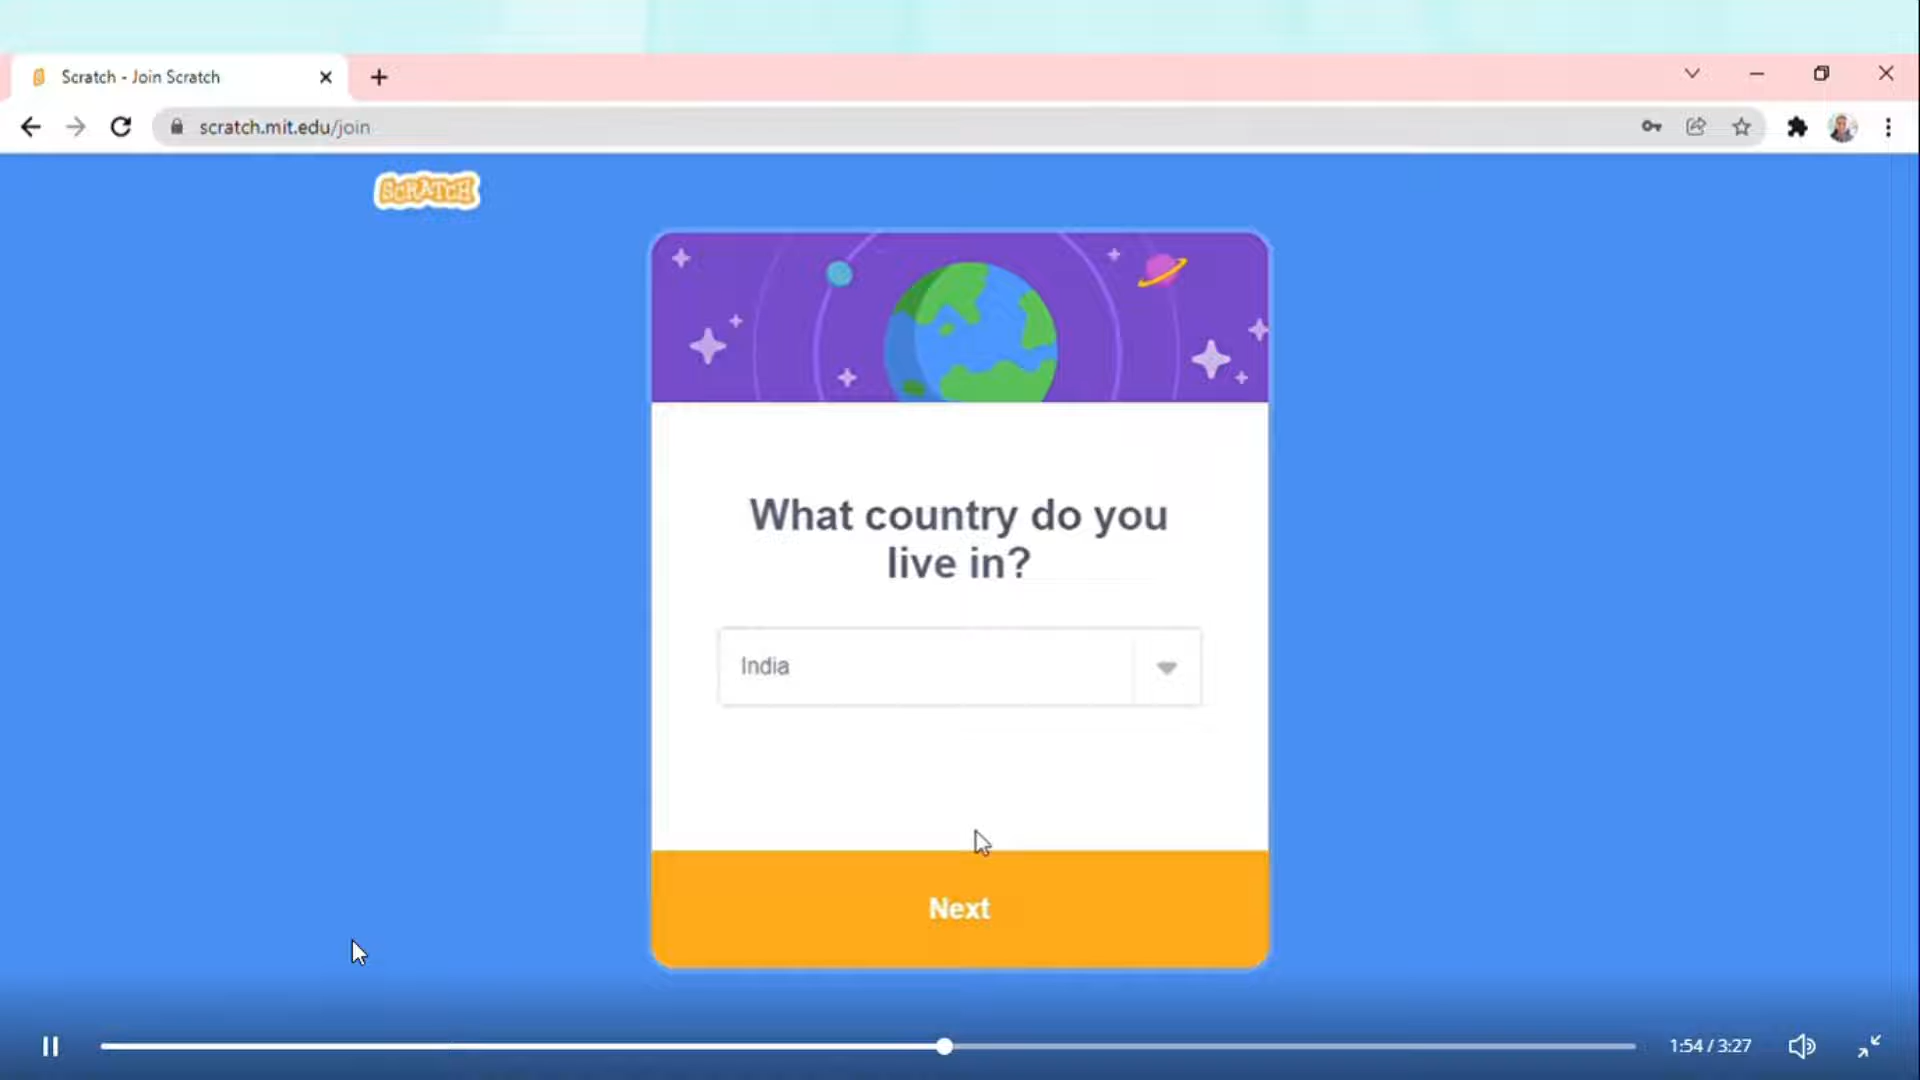 Scratch - Join Scratch
scratch.mit.edu/join
SCRATCH
What country do you
live in?
India
Next
1:54 / 3:27